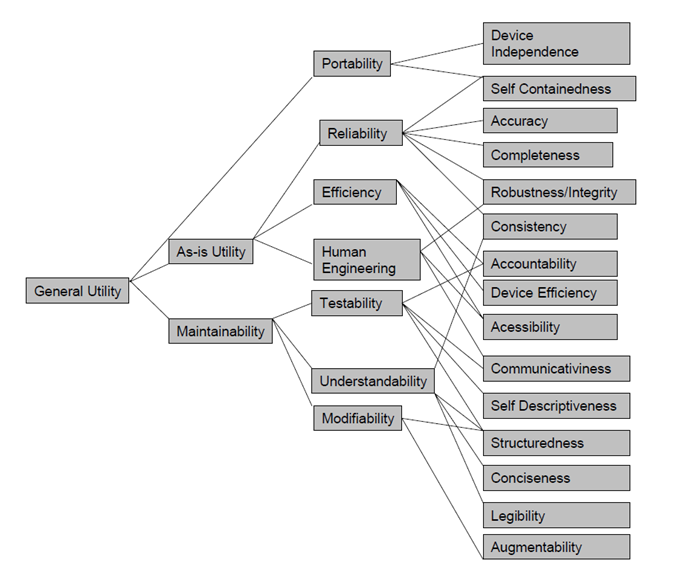 General Utility
As-is Utility
Maintainability
Portability
Reliability
Efficiency
Human
Engineering
Testability
Understandability
Modifiability
Device
Independence
Self Containedness
Accuracy
Completeness
Robustness/Integrity
Consistency
Accountability
Device Efficiency
Acessibility
Communicativiness
Self Descriptiveness
Structuredness
Conciseness
Legibility
Augmentability